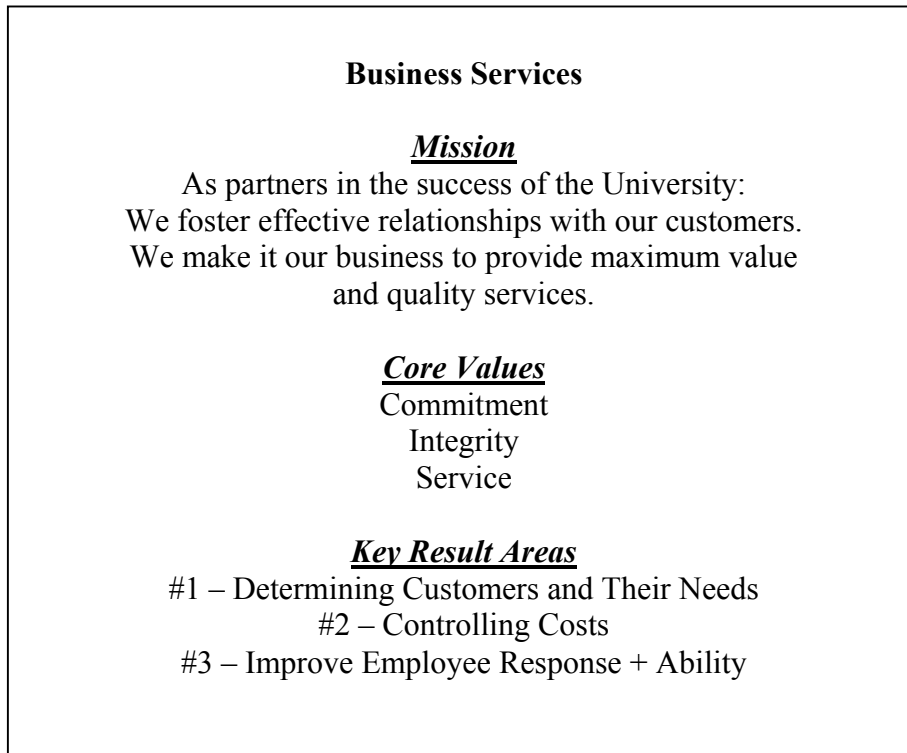 Business Services
Mission
As partners in the success of the University:
We foster effective relationships with our customers.
We make it our business to provide maximum value
and quality services.
Core Values
Commitment
Integrity
Service
Key Result Areas
#1 – Determining Customers and Their Needs
#2 – Controlling Costs
#3 – Improve Employee Response + Ability